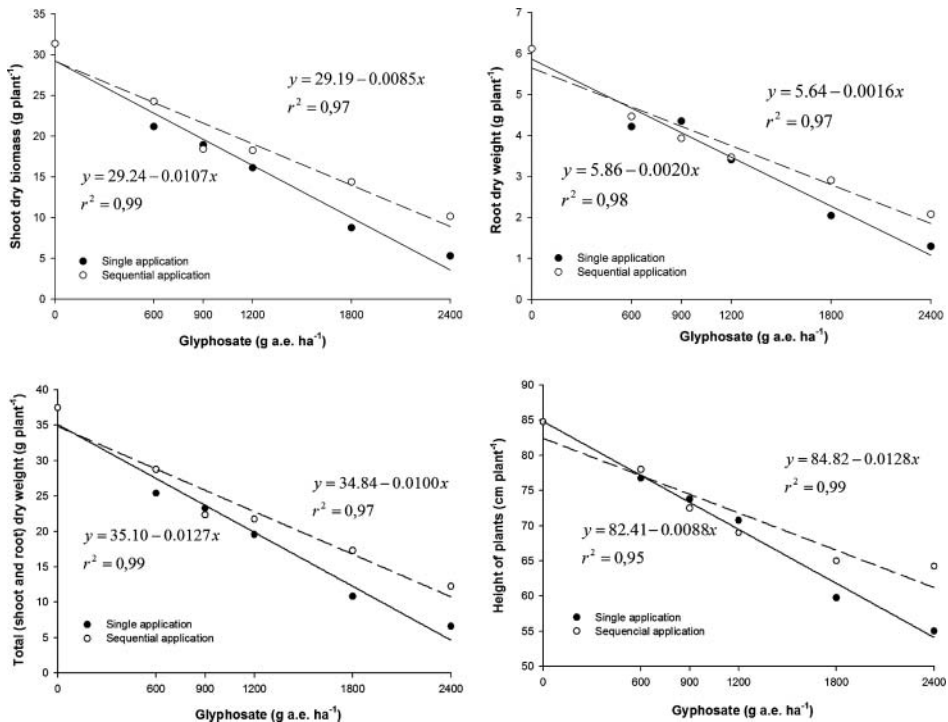 Shoot dry biomass (g plant⁻¹)
35
30
25
20
15
10
5
0
y = 29.19 − 0.0085x
r² = 0,97
y = 29.24 − 0.0107x
r² = 0,99
Single application
Sequential application
0 600 900 1200 1800 2400
Glyphosate (g a.e. ha⁻¹)
Root dry weight (g plant⁻¹)
7
6
5
4
3
2
1
0
y = 5.64 − 0.0016x
r² = 0,97
y = 5.86 − 0.0020x
r² = 0,98
Single application
Sequential application
0 600 900 1200 1800 2400
Glyphosate (g a.e. ha⁻¹)
Total (shoot and root) dry weight (g plant⁻¹)
40
35
30
25
20
15
10
5
0
y = 34.84 − 0.0100x
r² = 0,97
y = 35.10 − 0.0127x
r² = 0,99
Single application
Sequential application
0 600 900 1200 1800 2400
Glyphosate (g a.e. ha⁻¹)
Height of plants (cm plant⁻¹)
90
85
80
75
70
65
60
55
50
y = 84.82 − 0.0128x
r² = 0,99
y = 82.41 − 0.0088x
r² = 0,95
Single application
Sequencial application
0 600 900 1200 1800 2400
Glyphosate (g a.e. ha⁻¹)